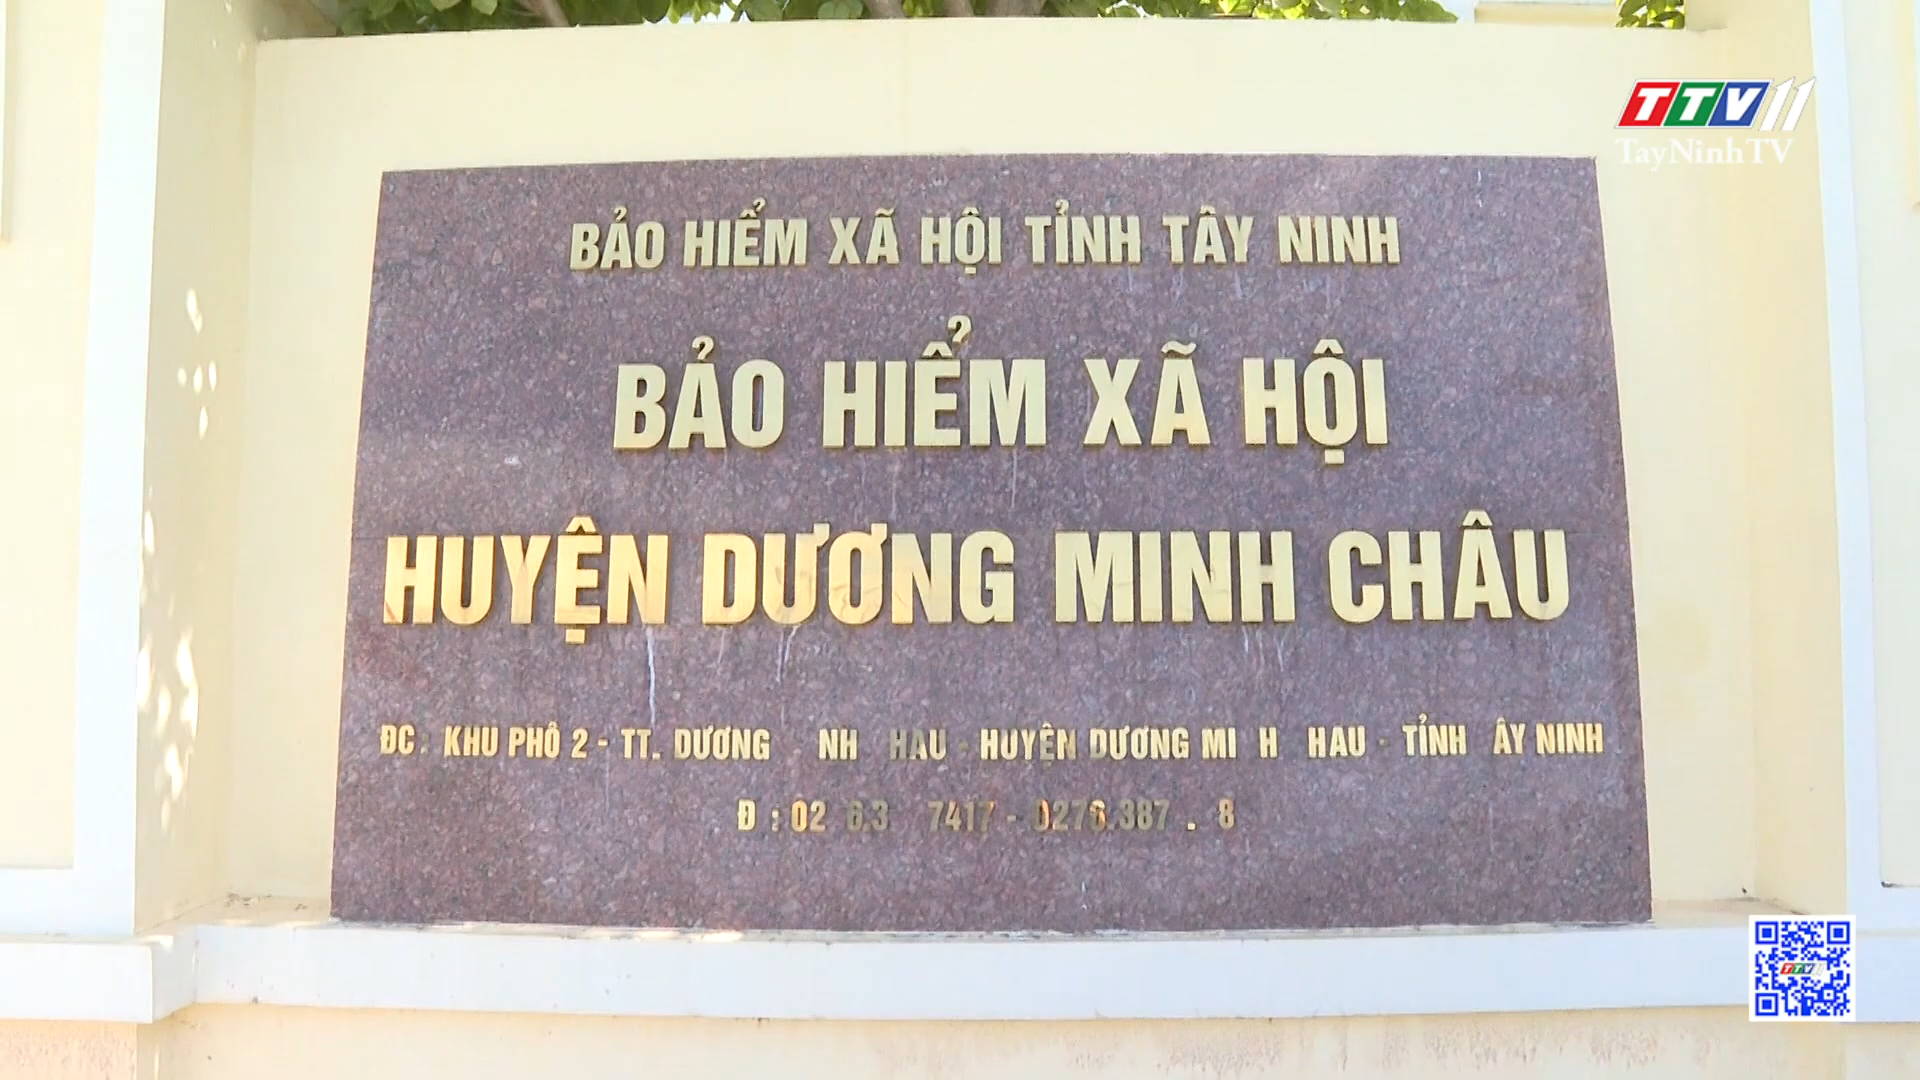 TTV11
TayNinhTV
BẢO HIỂM XÃ HỘI TỈNH TÂY NINH
BẢO HIỂM XÃ HỘI
HUYỆN DƯƠNG MINH CHÂU
ĐC: KHU PHỐ 2 - TT. DƯƠNG NH HAU - HUYỆN DƯƠNG MI H HAU - TỈNH ÂY NINH
Đ : 02 6.3 7417 - 0276.387 . 8
TTV11